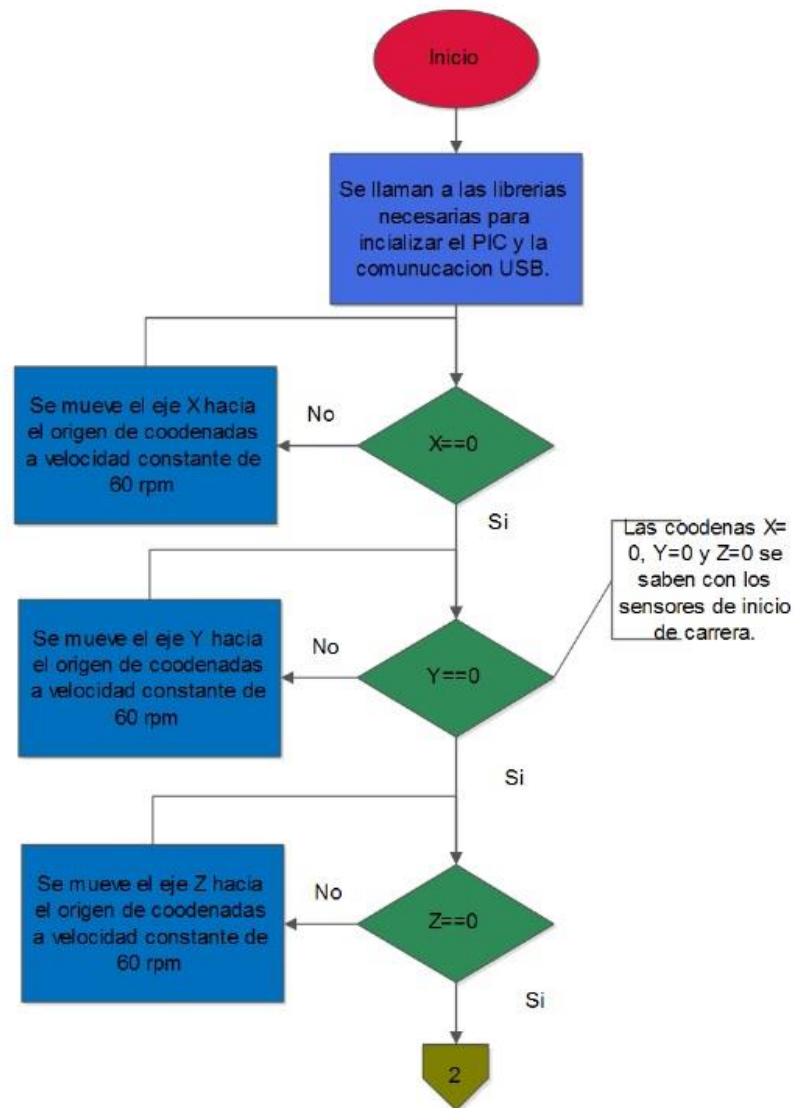 Inicio
Se llaman a las librerias
necesarias para
incializar el PIC y la
comunucacion USB.
Se mueve el eje X hacia
el origen de coodenadas
a velocidad constante de
60 rpm
No
X==0
Si
Las coodenas X=
0, Y=0 y Z=0 se
saben con los
sensores de inicio
de carrera.
Se mueve el eje Y hacia
el origen de coodenadas
a velocidad constante de
60 rpm
No
Y==0
Si
Se mueve el eje Z hacia
el origen de coodenadas
a velocidad constante de
60 rpm
No
Z==0
Si
2